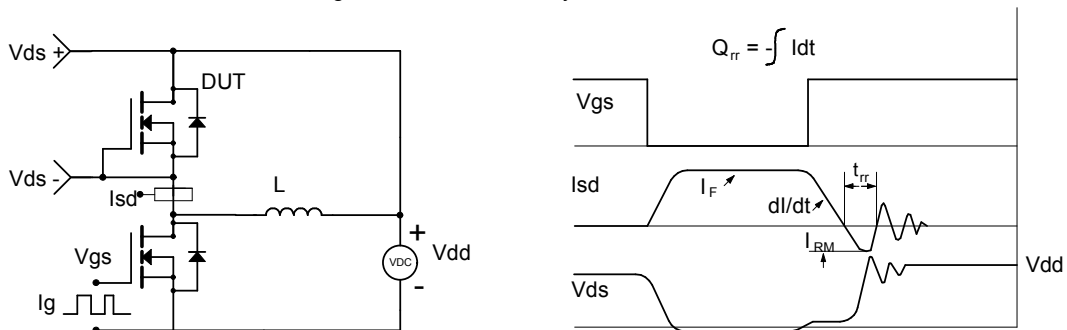 Vds +
DUT
Vds -
Isd
L
Vgs
Ig
+
VDC
Vdd
-
Qrr = -∫ Idt
Vgs
Isd
IF
dI/dt
trr
IRM
Vdd
Vds